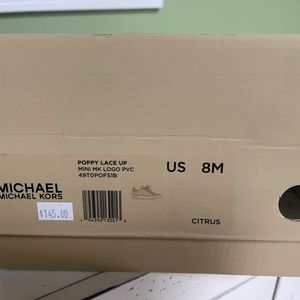 POPPY LACE UP
MINI MK LOGO PVC
49T0POFS1B
US 8M
MICHAEL
MICHAEL KORS
$145.00
CITRUS